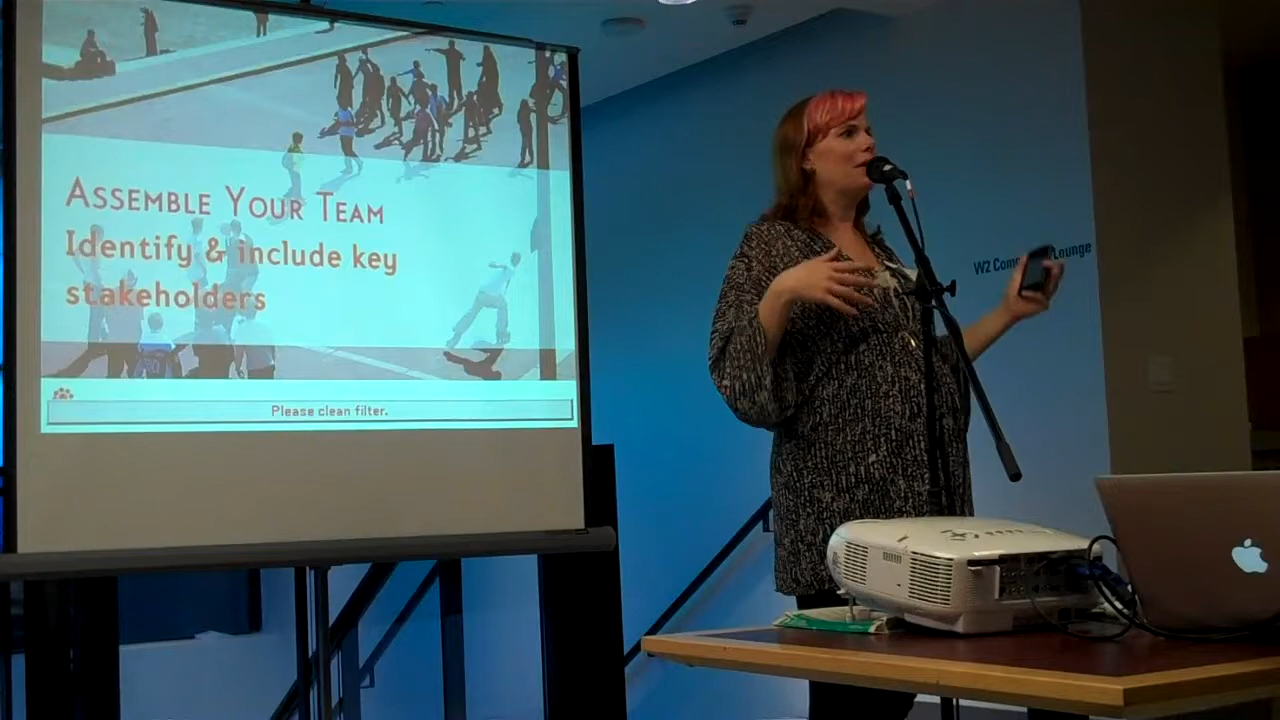 ASSEMBLE YOUR TEAM
Identify & include key
stakeholders
Please clean filter.
W2 Com Lounge